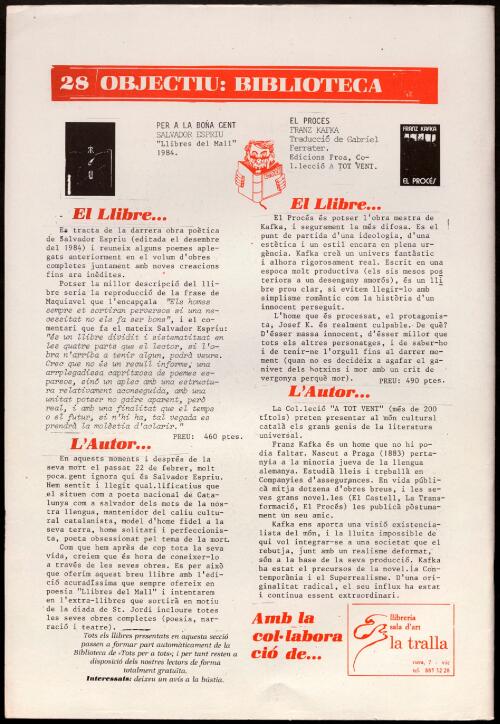 28 OBJECTIU: BIBLIOTECA
PER A LA BONA GENT
SALVADOR ESPRIU
"Llibres del Mall"
1984.
El Llibre...
Es tracta de la darrera obra poètica
de Salvador Espriu (editada el desembre
del 1984) i reuneix alguns poemes aple-
gats anteriorment en el volum d'obres
completes juntament amb noves creacions
fins ara inèdites.
Potser la millor descripció del lli-
bre seria la reproducció de la frase de
Maquiavel que l'encapçala "Els homes
sempre et sortiran perversos si una ne-
cessitat no els fa ser bons", i el co-
mentari que fa el mateix Salvador Espriu:
"és un llibre dividit i sistematitzat en
les quatre parts que el lector, si l'o-
bra n'arriba a tenir algun, podrà veure.
Crec que no és un recull informe, una
arreplegadissa capritxosa de poemes es-
parsos, sinó un aplec amb una estructu-
ra relativament aconseguida, amb una
unitat potser no gaire aparent, però
real, i amb una finalitat que el temps
o el futur, si n'hi ha, tal vegada es
prendrà la molèstia d'aclarir."
PREU: 460 ptes.
L'Autor...
En aquests moments i després de la
seva mort el passat 22 de febrer, molt
poca gent ignora qui és Salvador Espriu.
Hem sentit i llegit qual.lificatius que
el situen com a poeta nacional de Cata-
lunya com a salvador dels mots de la nos-
tra llengua, mantenidor del caliu cultu-
ral catalanista, model d'home fidel a la
seva terra, home solitari i perfeccionis-
ta, poeta obsessionat pel tema de la mort.
Com que hem après de cop tota la seva
vida, creiem que és hora de conèixer-lo
a través de les seves obres. Es per això
que oferim aquest breu llibre amb l'edi-
ció acuradíssima que sempre ofereix en
poesia "Llibres del Mall" i intentarem
en l'extra-llibres que sortirà en motiu
de la diada de St. Jordi incloure totes
les seves obres completes (poesia, nar-
ració i teatre).
Tots els llibres presentats en aquesta secció
passen a formar part automàticament de la
Biblioteca de «Tots per a tots»; i per tant resten a
disposició dels nostres lectors de forma
totalment gratuïta.
Interessats: deixeu un avís a la bústia.
EL PROCES
FRANZ KAFKA
Traducció de Gabriel
Ferrater.
Edicions Proa, Co-
l.lecció A TOT VENT.
FRANZ KAFKA
EL PROCÉS
El Llibre...
El Procés és potser l'obra mestra de
Kafka, i segurament la més difosa. Es el
punt de partida d'una ideologia, d'una
estètica i un estil encara en plena ur-
gència. Kafka creà un univers fantàstic
i alhora rigorosament real. Escrit en una
espoca molt productiva (els sis mesos pos
teriors a un desengany amorós), és un lli
bre prou clar, si evitem llegir-lo amb
simplisme romàntic com la història d'un
innocent perseguit.
L'home que és processat, el protagonis-
ta, Josef K. és realment culpable. De què?
D'ésser massa innocent, d'ésser millor que
tots els altres personatges, i de saber-ho
i de tenir-ne l'orgull fins al darrer mo-
ment (quan no es decideix a agafar el ga-
nivet dels botxins i mor amb un crit de
vergonya perquè mor).
PREU: 490 ptes.
L'Autor...
La Col.lecció "A TOT VENT" (més de 200
títols) preten presentar al món cultural
català els grans genis de la literatura
universal.
Franz Kafka és un home que no hi po-
dia faltar. Nascut a Praga (1883) perta-
nyia a la minoria jueva de la llengua
alemanya. Estudià lleis i treballà en
Companyies d'assegurances. En vida públi-
cà mitja dotzena d'obres breus, i les se-
ves grans novel.les (El Castell, La Trans-
formació, El Procés) les publicà pòstuma-
ment un seu amic.
Kafka ens aporta una visió existencia-
lista del món, i la lluita impossible de
qui vol integrar-se a una societat que el
rebutja, junt amb un realisme deformat,
són a la base de la seva producció. Kafka
ha estat el precursos de la novel.la Con-
temporània i el Superrealisme. D'una ori-
ginalitat radical, el seu influx ha estat
i continua essent extraordinari.
Amb la
col·labora
ció de...
llibreria
sala d'art
la tralla
riera, 7 - vic
tel. 885 12 28